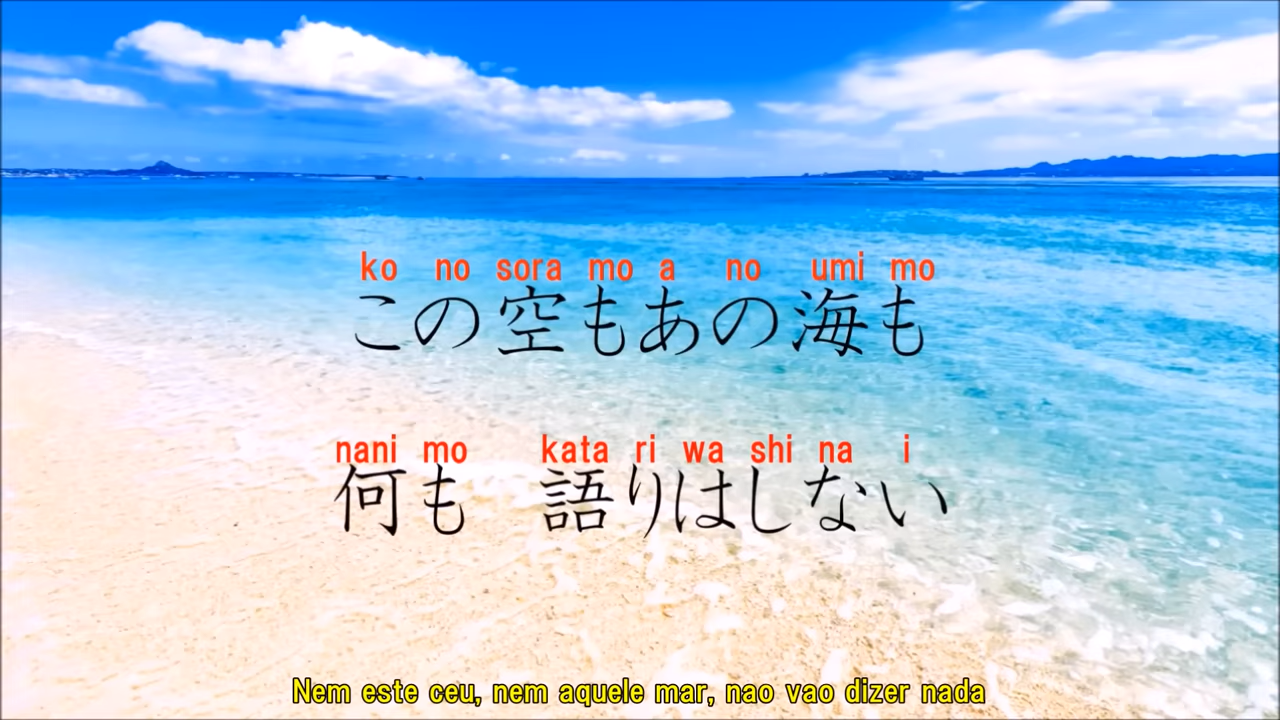 ko no sora mo a no umi mo
この空もあの海も
nani mo kata ri wa shi na i
何も 語りはしない
Nem este ceu, nem aquele mar, nao vao dizer nada